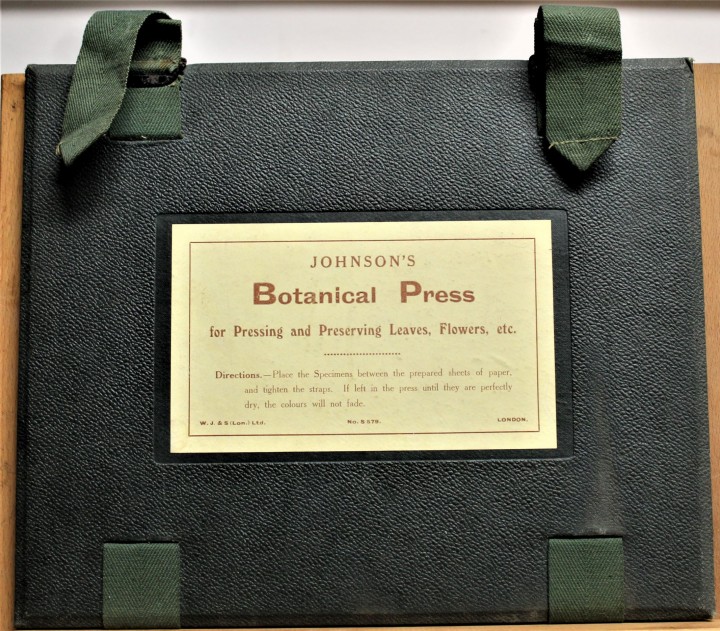 JOHNSON'S
Botanical Press
for Pressing and Preserving Leaves, Flowers, etc.
Directions.—Place the Specimens between the prepared sheets of paper,
and tighten the straps. If left in the press until they are perfectly
dry, the colours will not fade.
W. J. & S (Lon.) Ltd. No. S 579. LONDON.